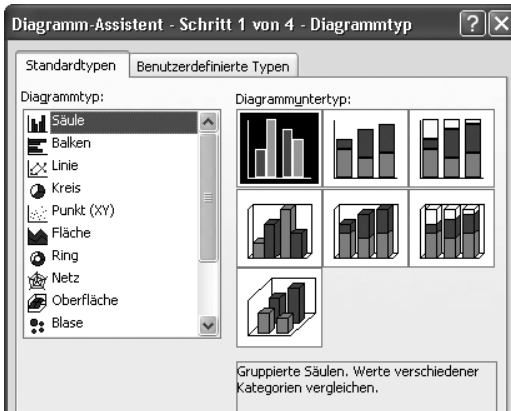 Diagramm-Assistent - Schritt 1 von 4 - Diagrammtyp
Standardtypen
Benutzerdefinierte Typen
Diagrammtyp:
Säule
Balken
Linie
Kreis
Punkt (XY)
Fläche
Ring
Netz
Oberfläche
Blase
Diagrammuntertyp:
Gruppierte Säulen. Werte verschiedener
Kategorien vergleichen.